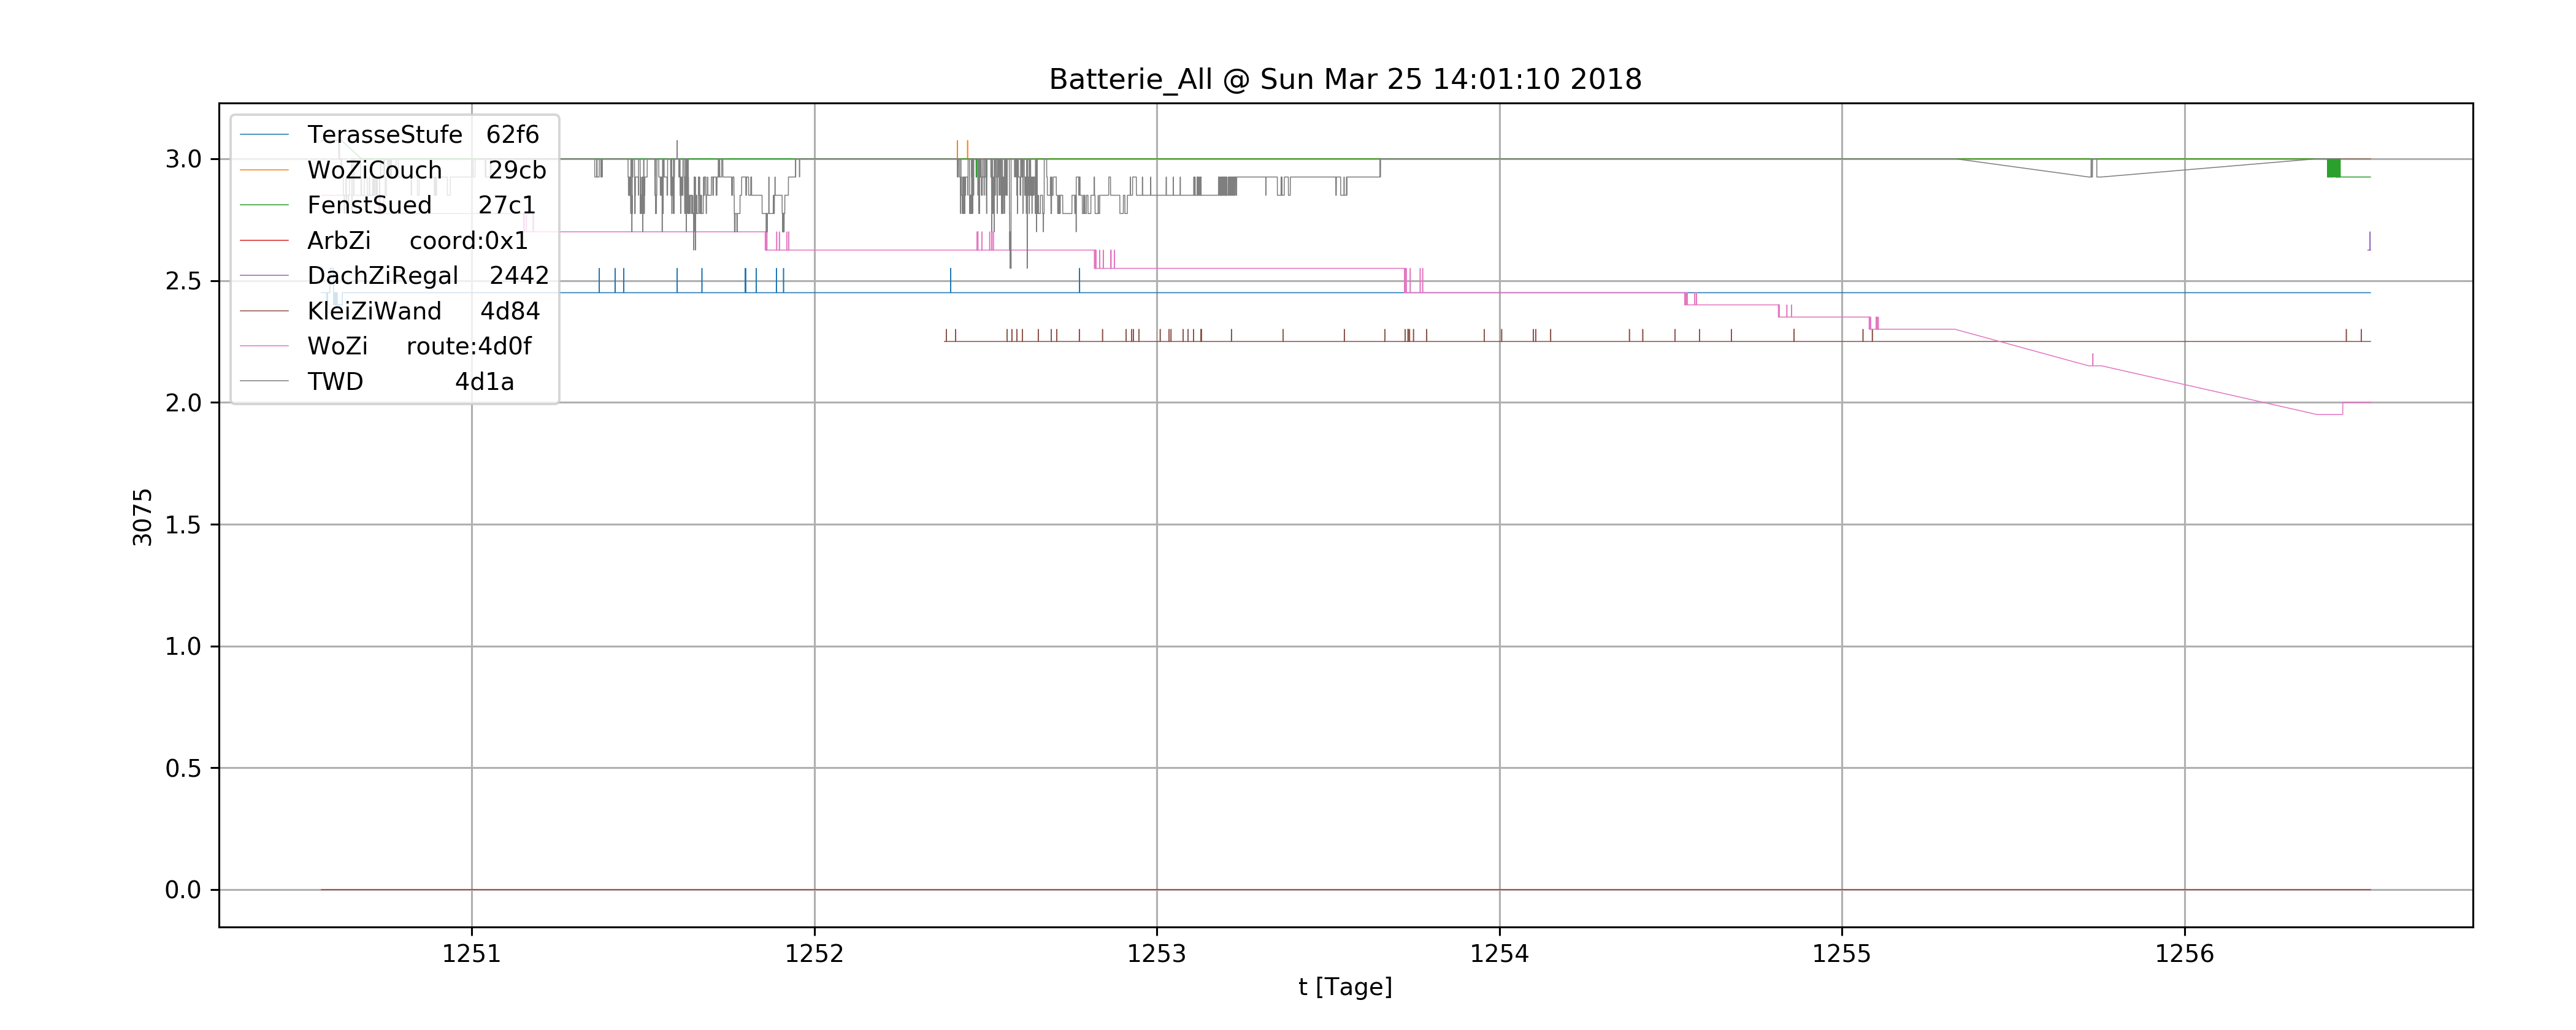 Batterie_All @ Sun Mar 25 14:01:10 2018
TerasseStufe 62f6
WoZiCouch 29cb
FenstSued 27c1
ArbZi coord:0x1
DachZiRegal 2442
KleiZiWand 4d84
WoZi route:4d0f
TWD 4d1a
3.0
2.5
2.0
1.5
1.0
0.5
0.0
3075
1251 1252 1253 1254 1255 1256
t [Tage]